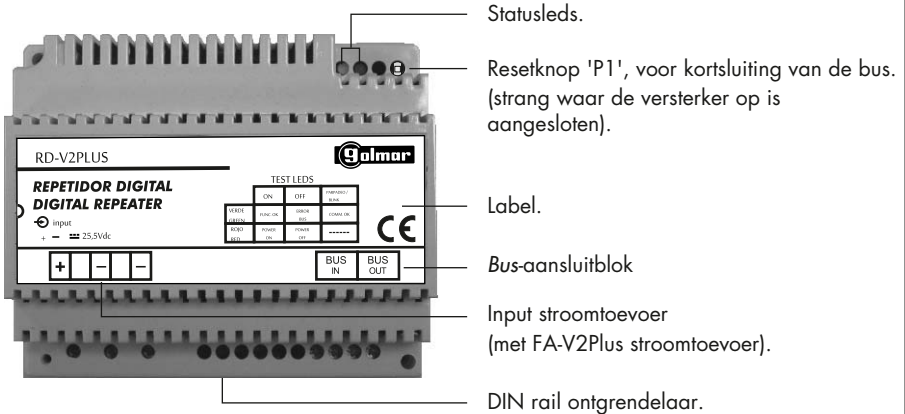 Statusleds.
Resetknop 'P1', voor kortsluiting van de bus.
(strang waar de versterker op is
aangesloten).
RD-V2PLUS
golmar
REPETIDOR DIGITAL
DIGITAL REPEATER
input
+ − 25,5Vdc
TEST LEDS
ON OFF PARPADEO / BLINK
VERDE GREEN FUNC. OK ERROR BUS COMM. OK
ROJO RED POWER ON POWER OFF ------
CE
Label.
+ − − BUS IN BUS OUT
Bus-aansluitblok
Input stroomtoevoer
(met FA-V2Plus stroomtoevoer).
DIN rail ontgrendelaar.